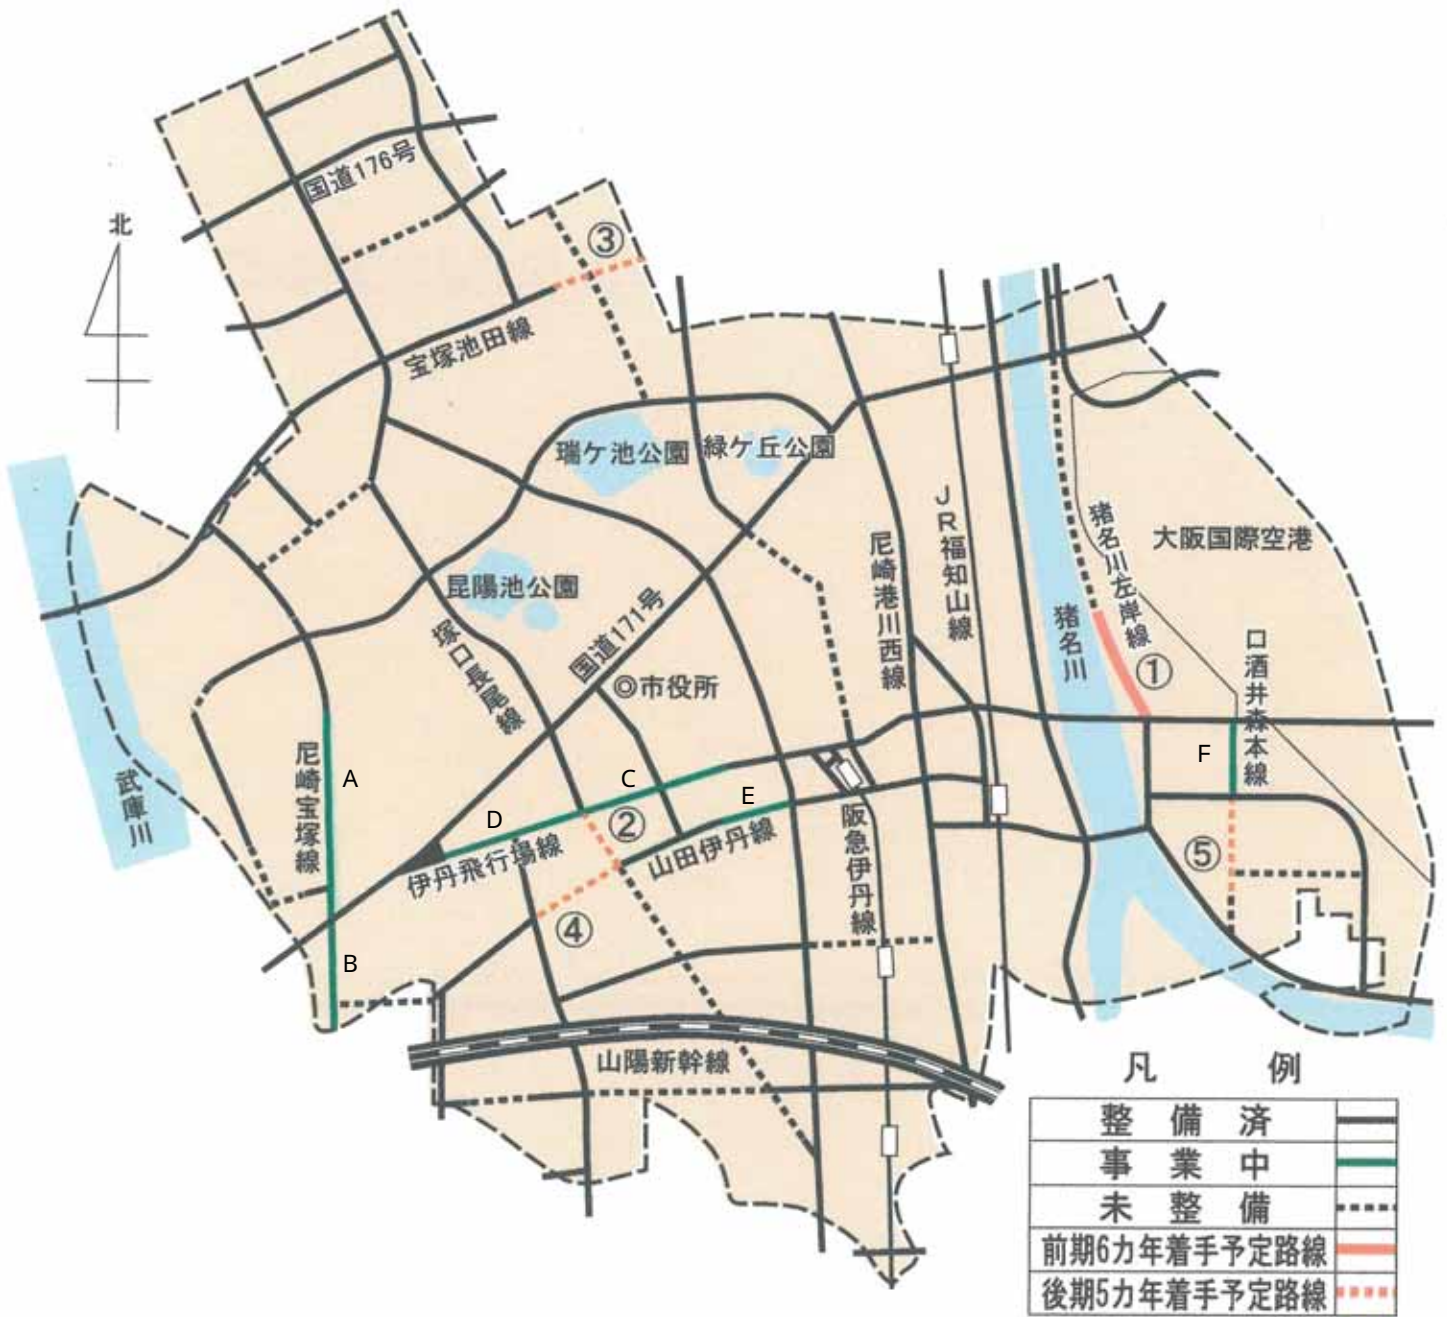 北
国道176号
③
宝塚池田線
瑞ケ池公園
緑ケ丘公園
昆陽池公園
塚口長尾線
国道171号
◎市役所
尼崎港川西線
JR福知山線
猪名川
猪名川左岸線
①
大阪国際空港
口酒井森本線
武庫川
尼崎宝塚線
A
B
C
D
E
F
②
伊丹飛行場線
山田伊丹線
阪急伊丹線
④
⑤
山陽新幹線
凡例
整備済
事業中
未整備
前期6カ年着手予定路線
後期5カ年着手予定路線